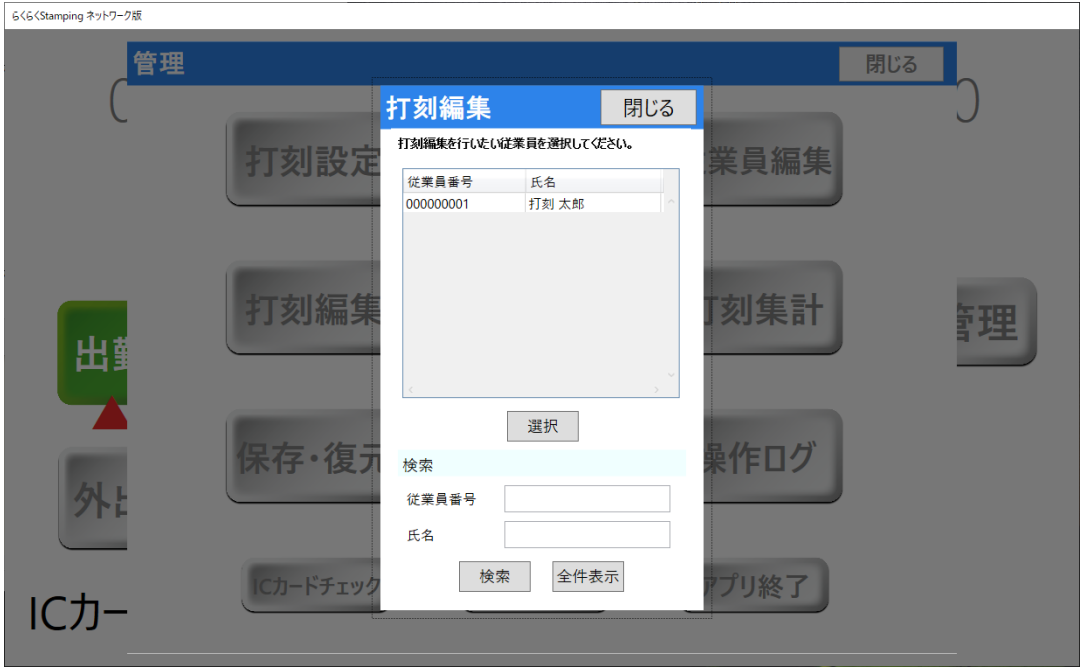 らくらくStamping ネットワーク版
管理 閉じる
打刻編集 閉じる
打刻編集を行いたい従業員を選択してください。
従業員番号 氏名
000000001 打刻 太郎
選択
検索
従業員番号
氏名
検索 全件表示
打刻設定
業員編集
打刻編集
打刻集計
保存・復元
操作ログ
ICカードチェック
アプリ終了
出勤
外出
管理
ICカー